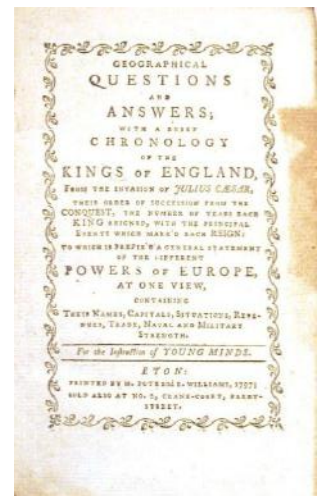 GEOGRAPHICAL
QUESTIONS
AND
ANSWERS;
WITH A BRIEF
CHRONOLOGY
OF THE
KINGS OF ENGLAND,
FROM THE INVASION OF JULIUS CÆSAR,
THEIR ORDER OF SUCCESSION FROM THE
CONQUEST, THE NUMBER OF YEARS EACH
KING REIGNED, WITH THE PRINCIPAL
EVENTS WHICH MARK'D EACH REIGN:
TO WHICH IS PREFIX'D A GENERAL STATEMENT
OF THE DIFFERENT
POWERS OF EUROPE,
AT ONE VIEW,
CONTAINING
THEIR NAMES, CAPITALS, SITUATIONS, REVE-
NUES, TRADE, NAVAL AND MILITARY
STRENGTH.
For the Instruction of YOUNG MINDS.
ETON:
PRINTED BY M. POTE and E. WILLIAMS, 1797;
SOLD ALSO AT NO. , CRANE-COURT, FLEET-
STREET.